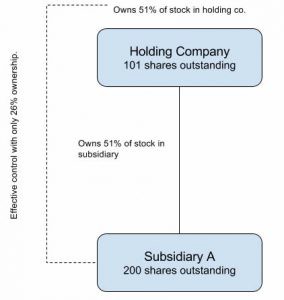 Owns 51% of stock in holding co.
Holding Company
101 shares outstanding
Effective control with only 26% ownership.
Owns 51% of stock in
subsidiary
Subsidiary A
200 shares outstanding